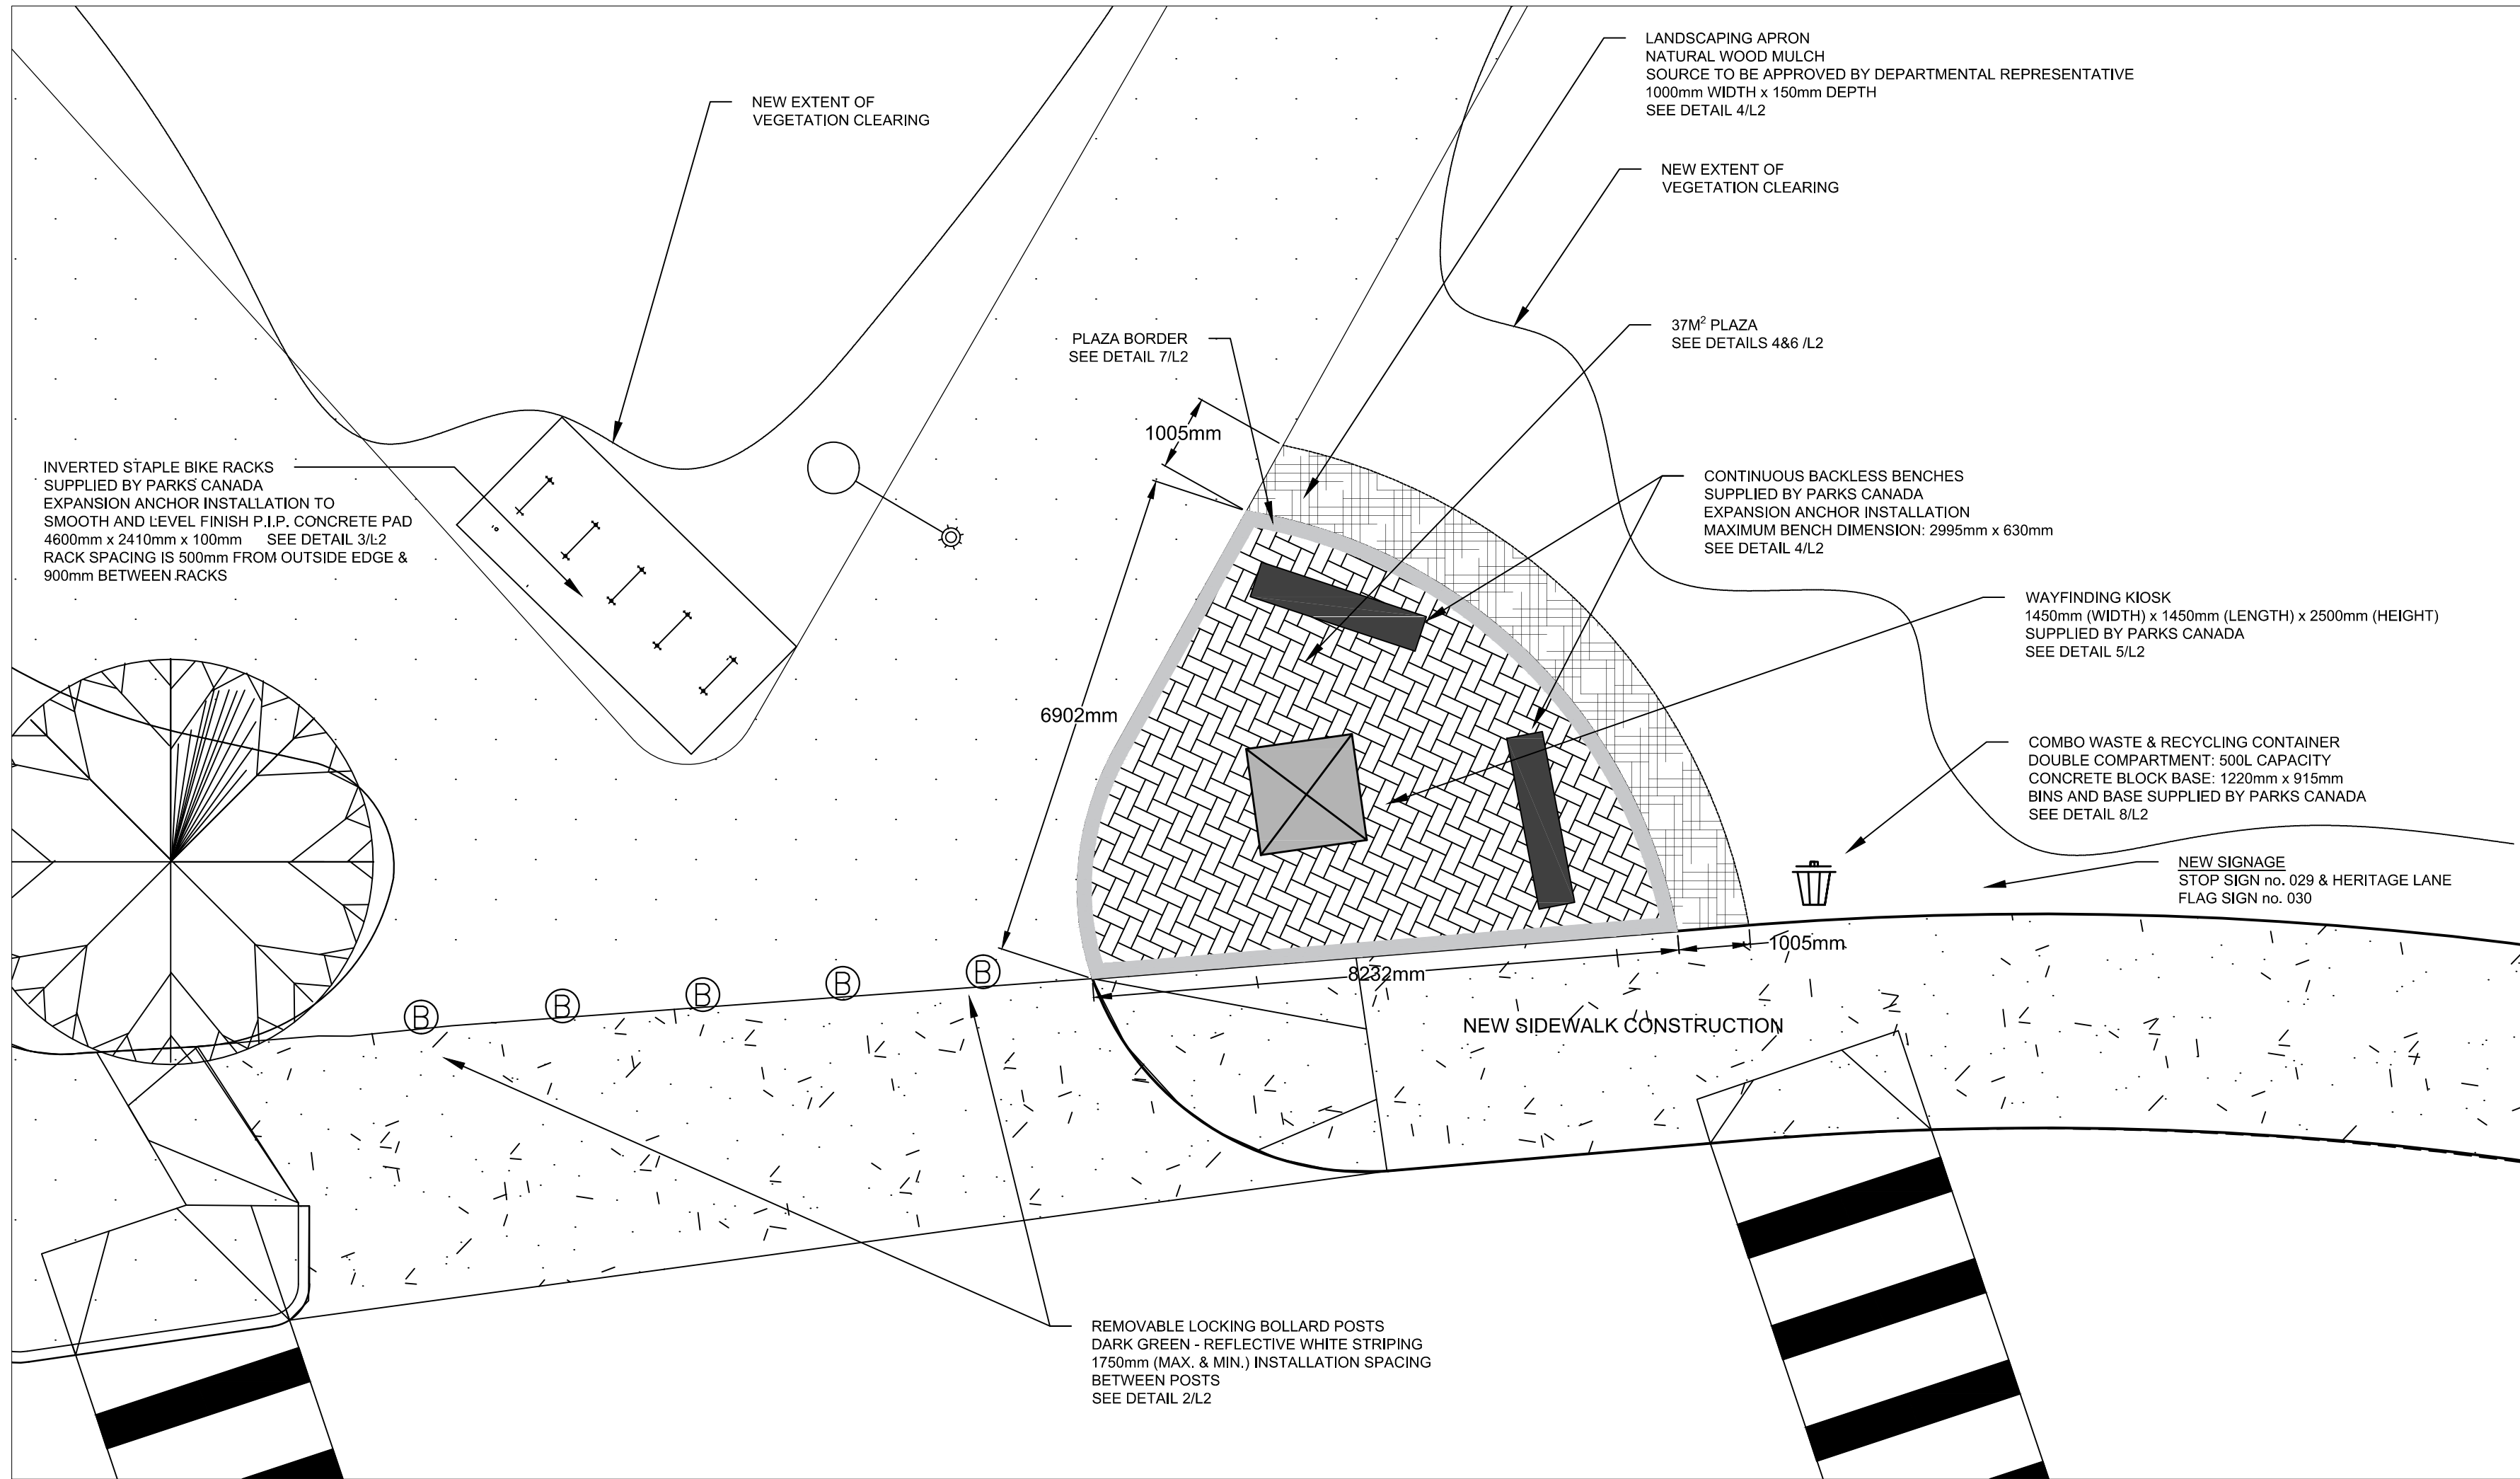 LANDSCAPING APRON
NATURAL WOOD MULCH
SOURCE TO BE APPROVED BY DEPARTMENTAL REPRESENTATIVE
1000mm WIDTH x 150mm DEPTH
SEE DETAIL 4/L2
NEW EXTENT OF
VEGETATION CLEARING
NEW EXTENT OF
VEGETATION CLEARING
PLAZA BORDER
SEE DETAIL 7/L2
37M² PLAZA
SEE DETAILS 4&6 /L2
1005mm
INVERTED STAPLE BIKE RACKS
SUPPLIED BY PARKS CANADA
EXPANSION ANCHOR INSTALLATION TO
SMOOTH AND LEVEL FINISH P.I.P. CONCRETE PAD
4600mm x 2410mm x 100mm SEE DETAIL 3/L2
RACK SPACING IS 500mm FROM OUTSIDE EDGE &
900mm BETWEEN RACKS
CONTINUOUS BACKLESS BENCHES
SUPPLIED BY PARKS CANADA
EXPANSION ANCHOR INSTALLATION
MAXIMUM BENCH DIMENSION: 2995mm x 630mm
SEE DETAIL 4/L2
WAYFINDING KIOSK
1450mm (WIDTH) x 1450mm (LENGTH) x 2500mm (HEIGHT)
SUPPLIED BY PARKS CANADA
SEE DETAIL 5/L2
6902mm
COMBO WASTE & RECYCLING CONTAINER
DOUBLE COMPARTMENT: 500L CAPACITY
CONCRETE BLOCK BASE: 1220mm x 915mm
BINS AND BASE SUPPLIED BY PARKS CANADA
SEE DETAIL 8/L2
NEW SIGNAGE
STOP SIGN no. 029 & HERITAGE LANE
FLAG SIGN no. 030
1005mm
8232mm
B
B
B
B
B
NEW SIDEWALK CONSTRUCTION
REMOVABLE LOCKING BOLLARD POSTS
DARK GREEN - REFLECTIVE WHITE STRIPING
1750mm (MAX. & MIN.) INSTALLATION SPACING
BETWEEN POSTS
SEE DETAIL 2/L2